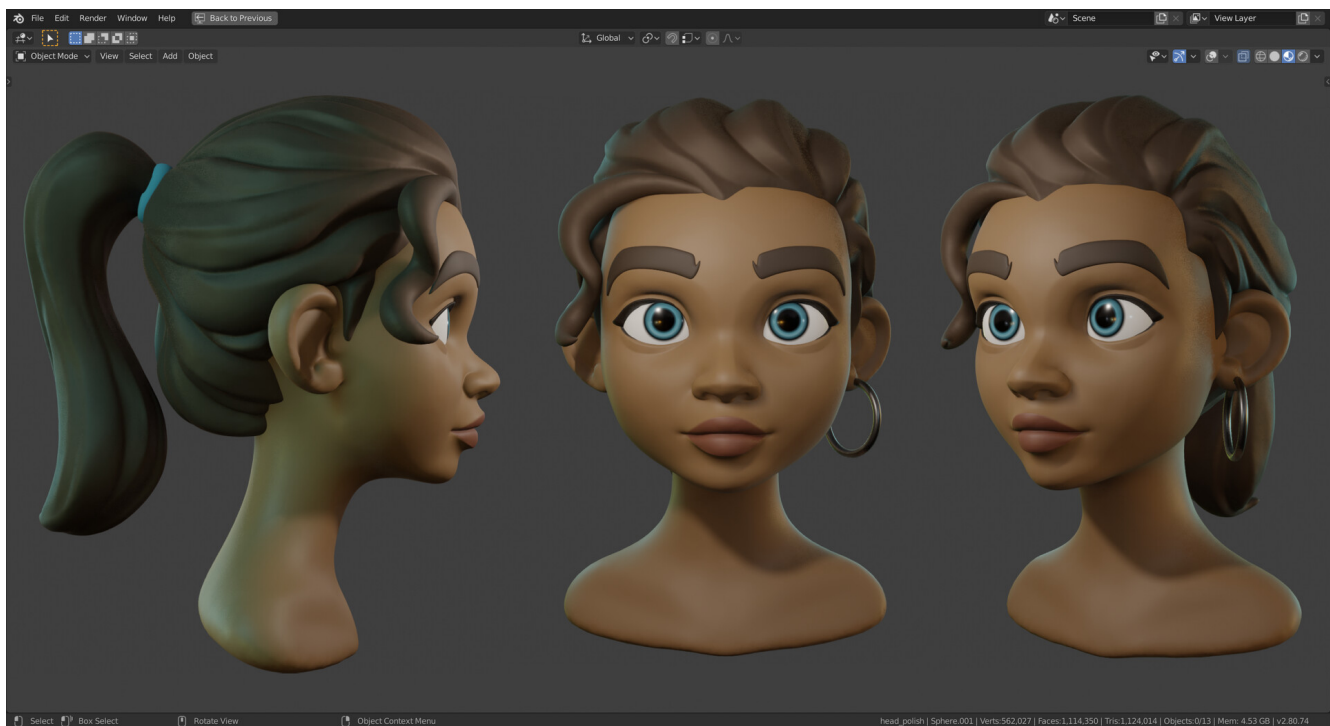 File Edit Render Window Help Back to Previous Scene View Layer
Global
Object Mode View Select Add Object
Select Box Select Rotate View Object Context Menu head_polish | Sphere.001 | Verts:562,027 | Faces:1,114,350 | Tris:1,124,014 | Objects:0/13 | Mem: 4.53 GB | v2.80.74